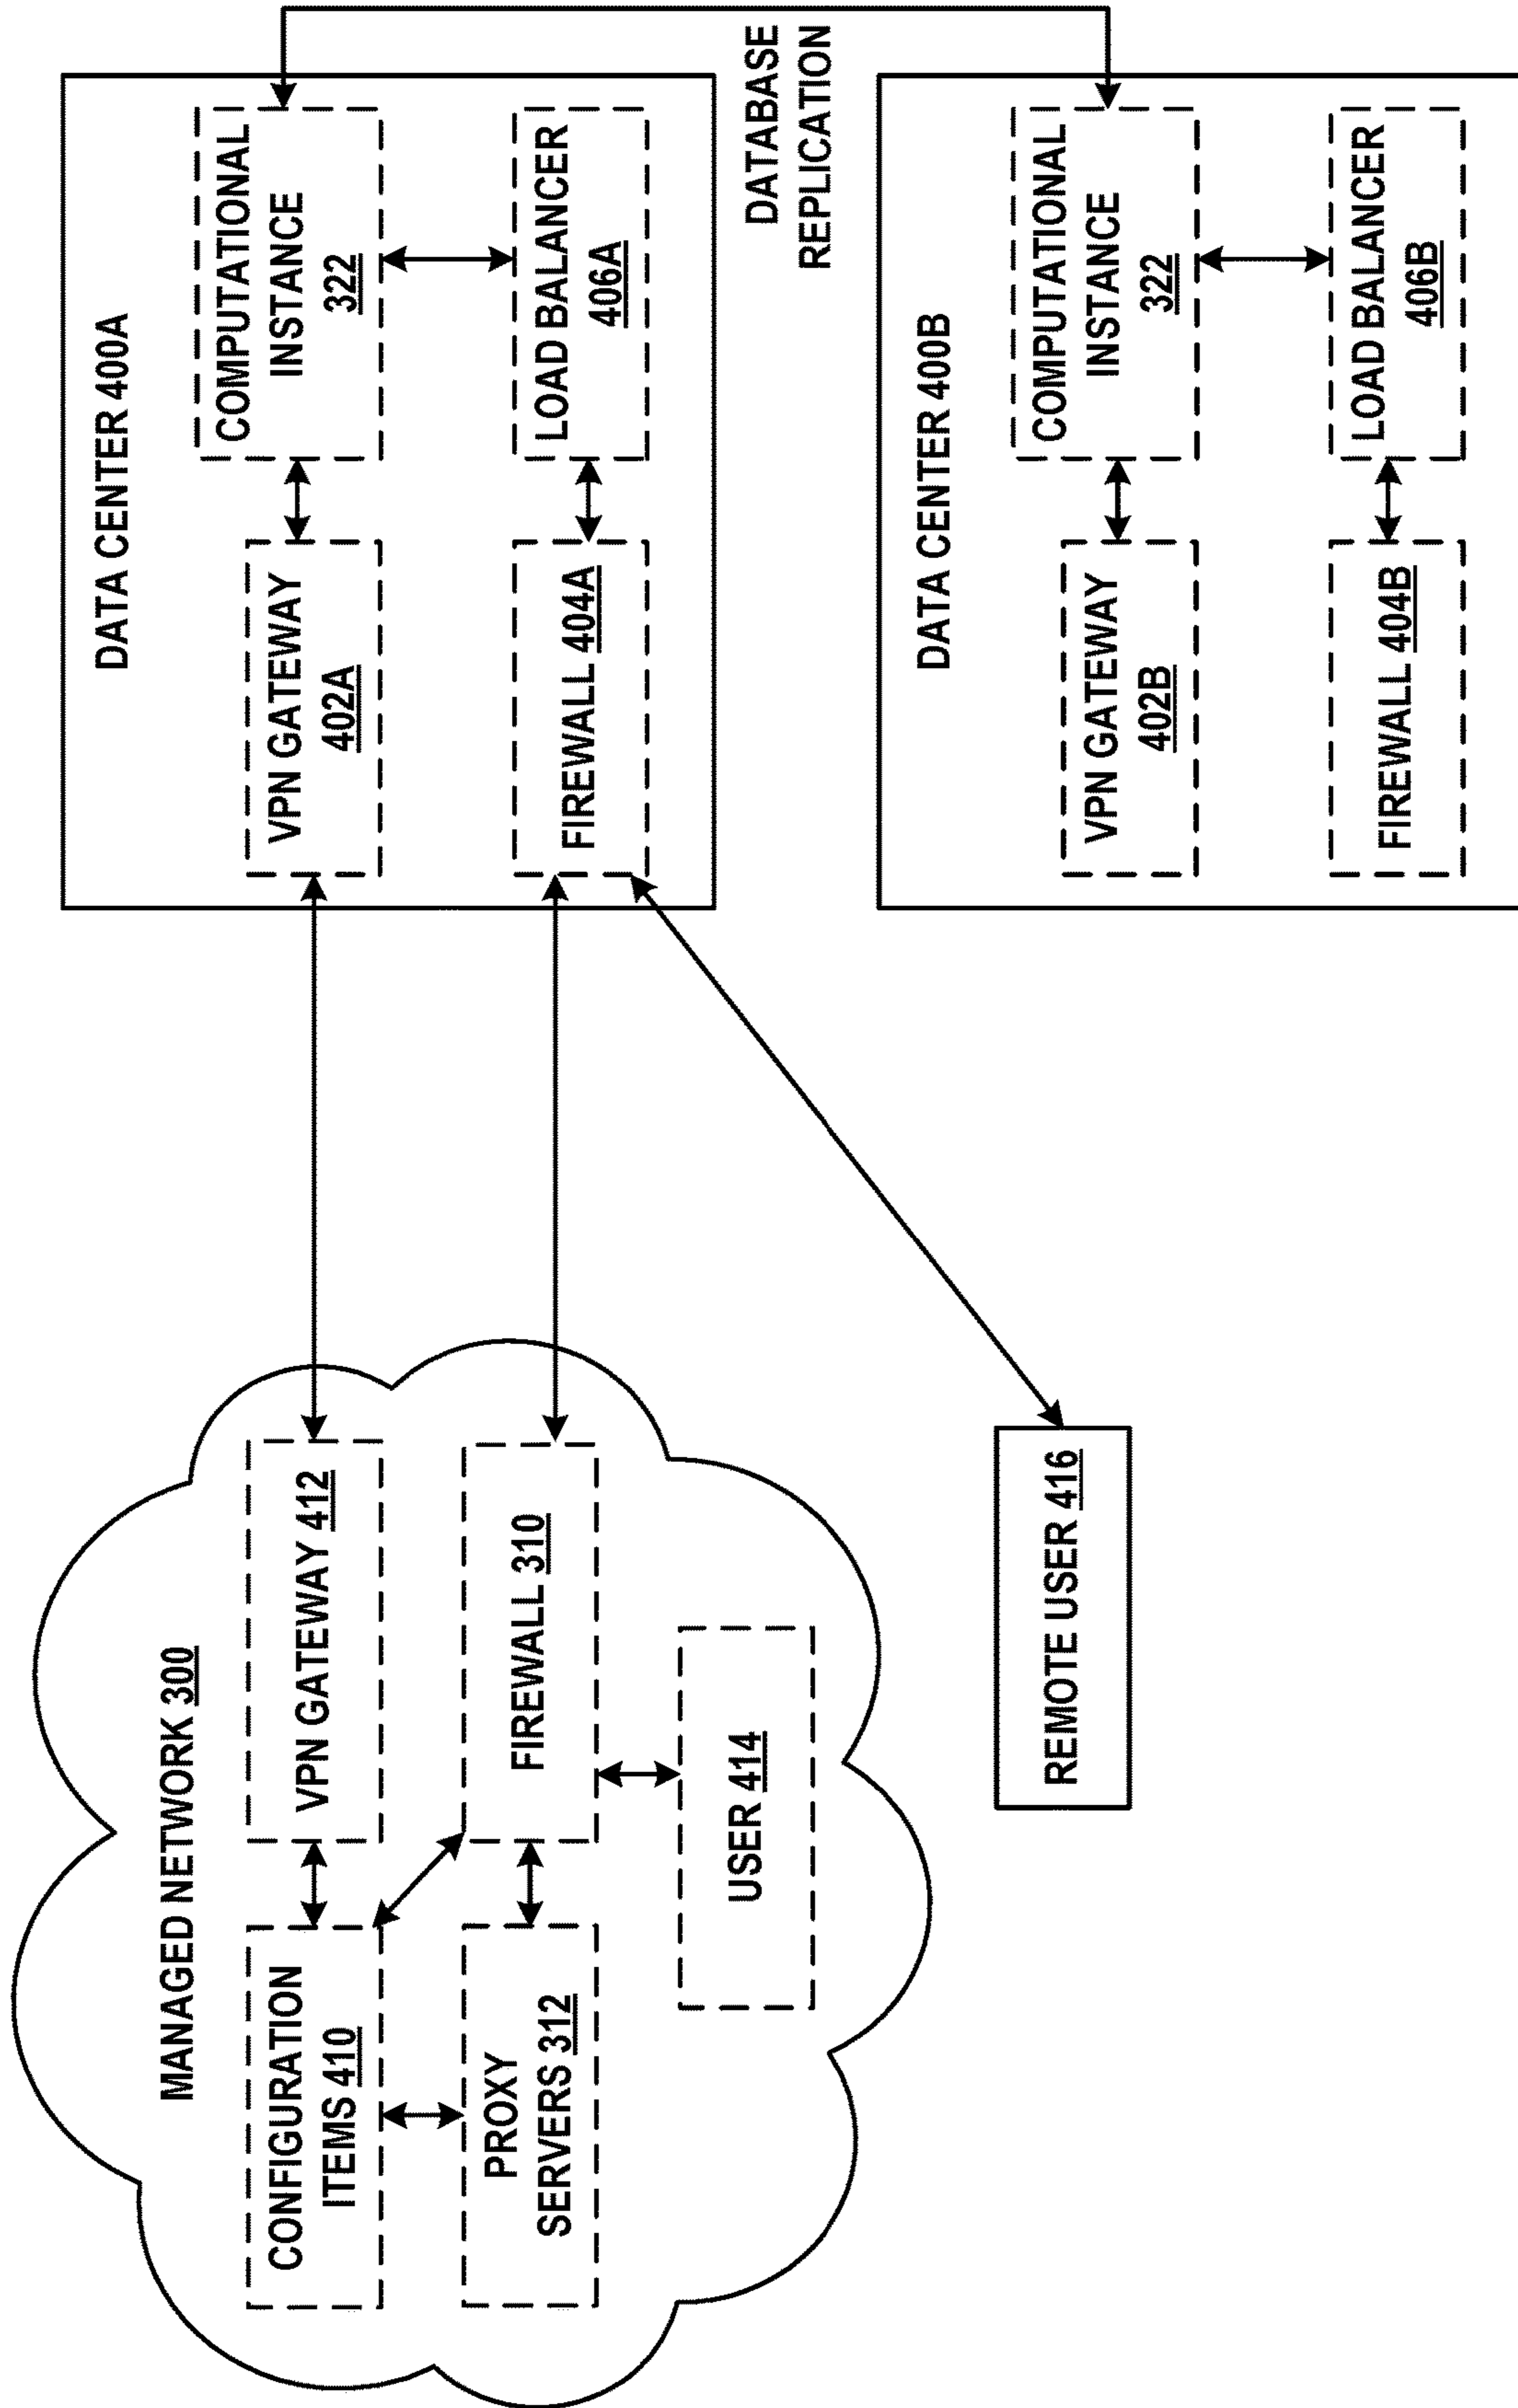 MANAGED NETWORK 300
CONFIGURATION
ITEMS 410
VPN GATEWAY 412
PROXY
SERVERS 312
FIREWALL 310
USER 414
REMOTE USER 416
DATA CENTER 400A
VPN GATEWAY
402A
COMPUTATIONAL
INSTANCE
322
FIREWALL 404A
LOAD BALANCER
406A
DATABASE
REPLICATION
DATA CENTER 400B
VPN GATEWAY
402B
COMPUTATIONAL
INSTANCE
322
FIREWALL 404B
LOAD BALANCER
406B